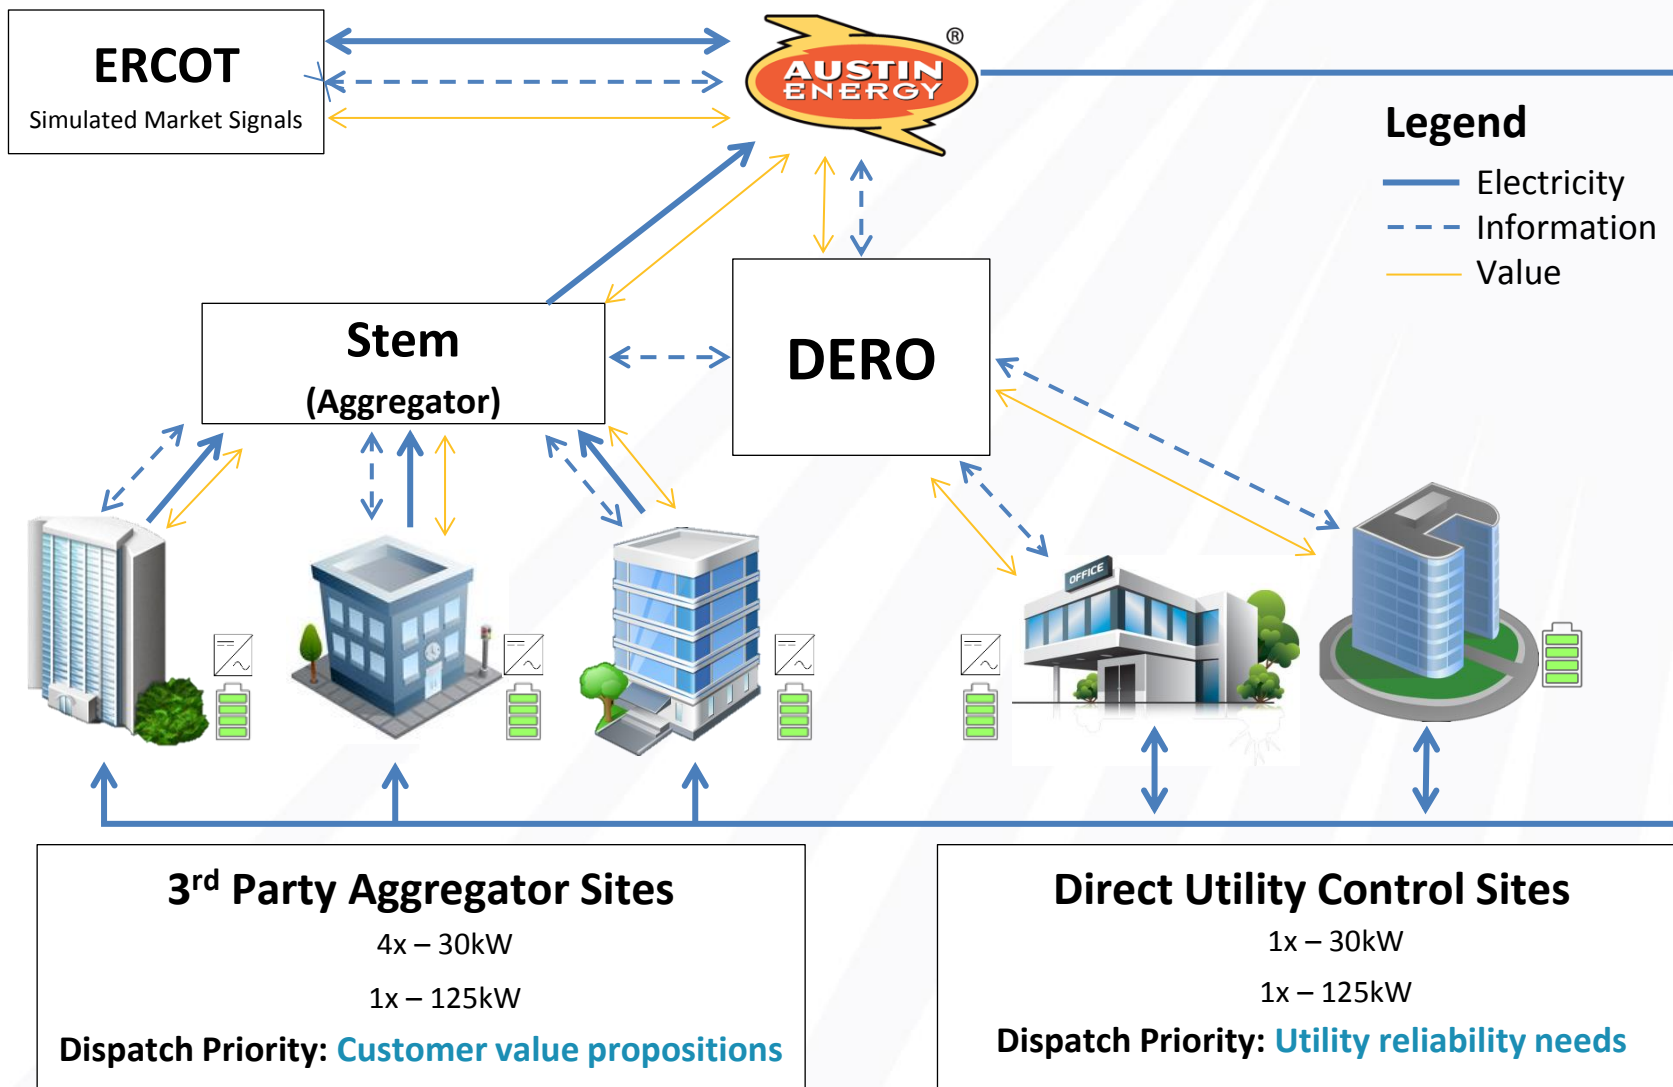 ERCOT
Simulated Market Signals
AUSTIN
ENERGY
®
Legend
Electricity
Information
Value
Stem
(Aggregator)
DERO
OFFICE
3rd Party Aggregator Sites
4x – 30kW
1x – 125kW
Dispatch Priority: Customer value propositions
Direct Utility Control Sites
1x – 30kW
1x – 125kW
Dispatch Priority: Utility reliability needs